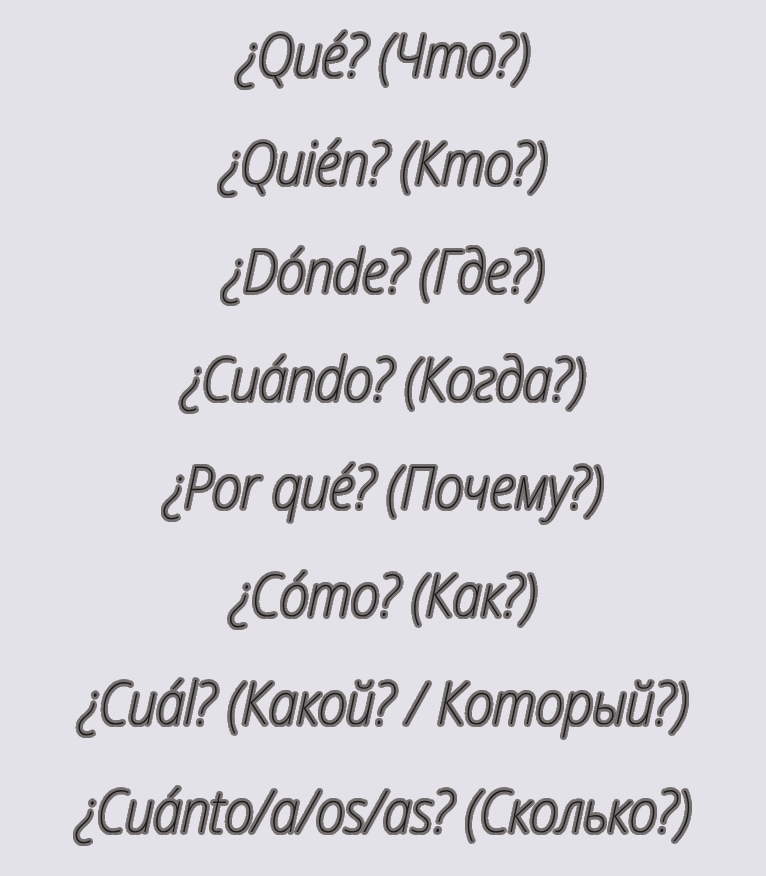 ¿Qué? (Что?)
¿Quién? (Кто?)
¿Dónde? (Где?)
¿Cuándo? (Когда?)
¿Por qué? (Почему?)
¿Cómo? (Как?)
¿Cuál? (Какой? / Который?)
¿Cuánto/a/os/as? (Сколько?)